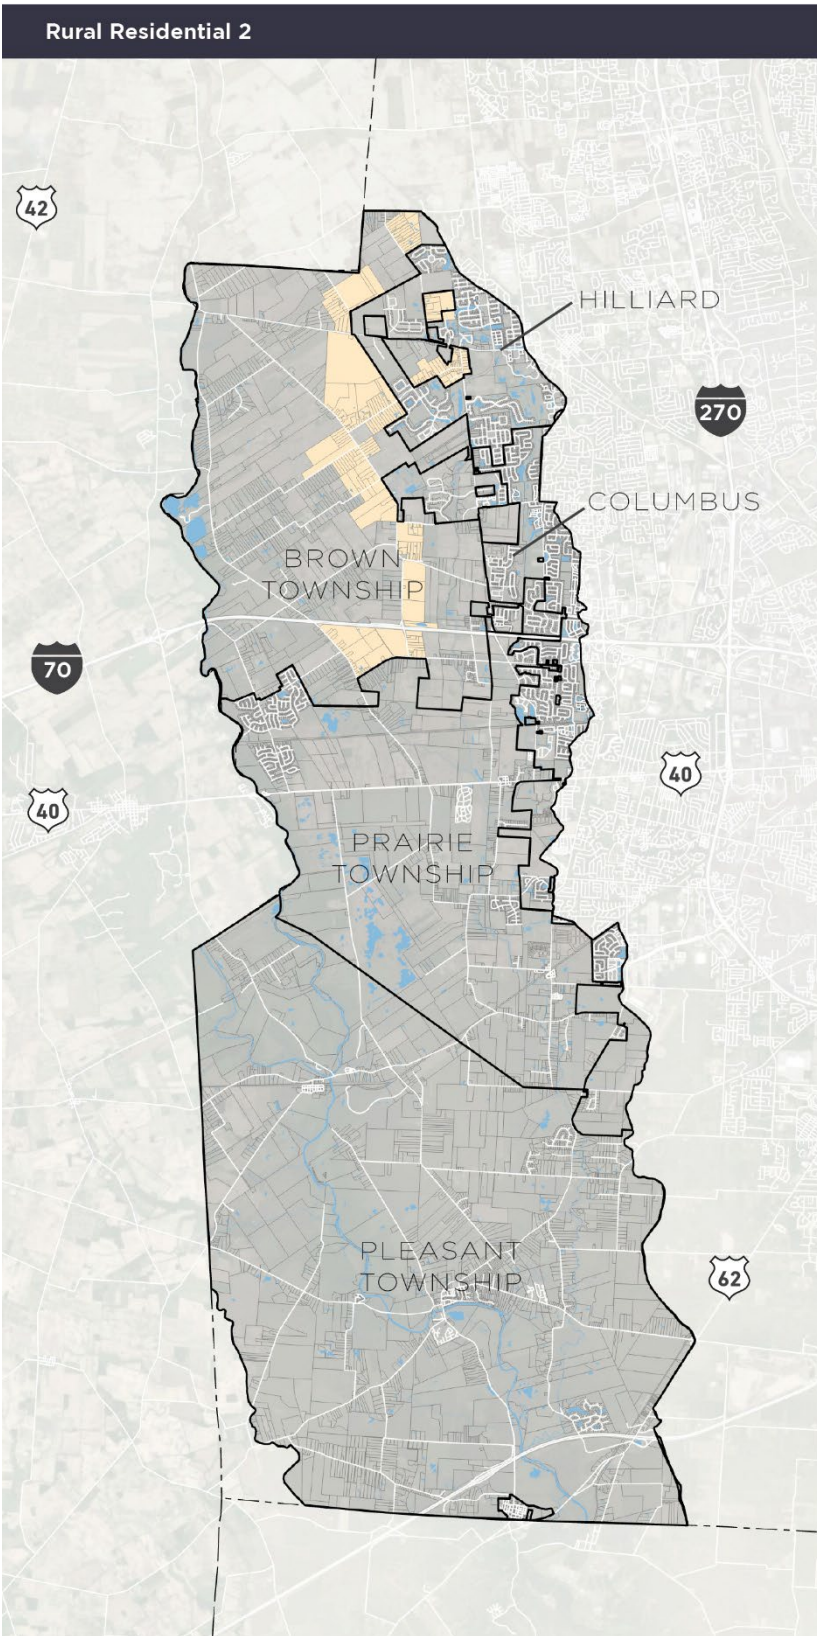 Rural Residential 2
42
HILLIARD
270
COLUMBUS
BROWN
TOWNSHIP
70
40
40
PRAIRIE
TOWNSHIP
PLEASANT
TOWNSHIP
62